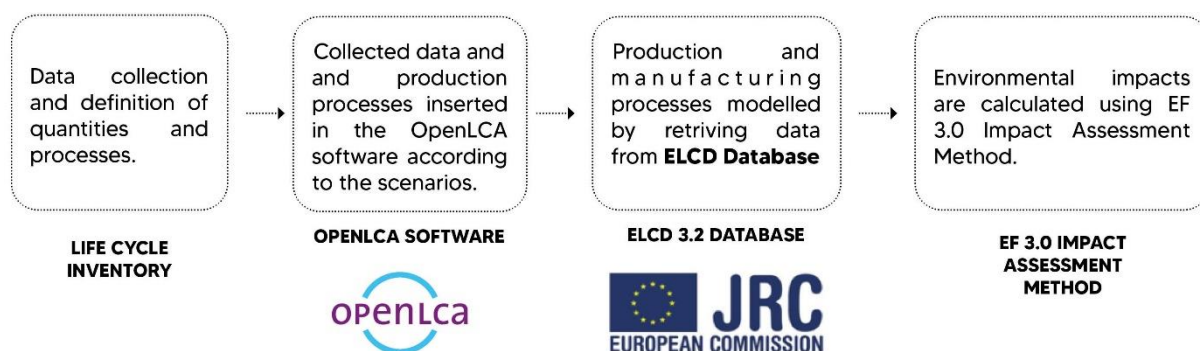 Data collection
and definition of
quantities and
processes.
Collected data and
and production
processes inserted
in the OpenLCA
software according
to the scenarios.
Production and
manufacturing
processes modelled
by retriving data
from ELCD Database
Environmental impacts
are calculated using EF
3.0 Impact Assessment
Method.
LIFE CYCLE
INVENTORY
OPENLCA SOFTWARE
ELCD 3.2 DATABASE
EF 3.0 IMPACT
ASSESSMENT
METHOD
openLca
JRC
EUROPEAN COMMISSION